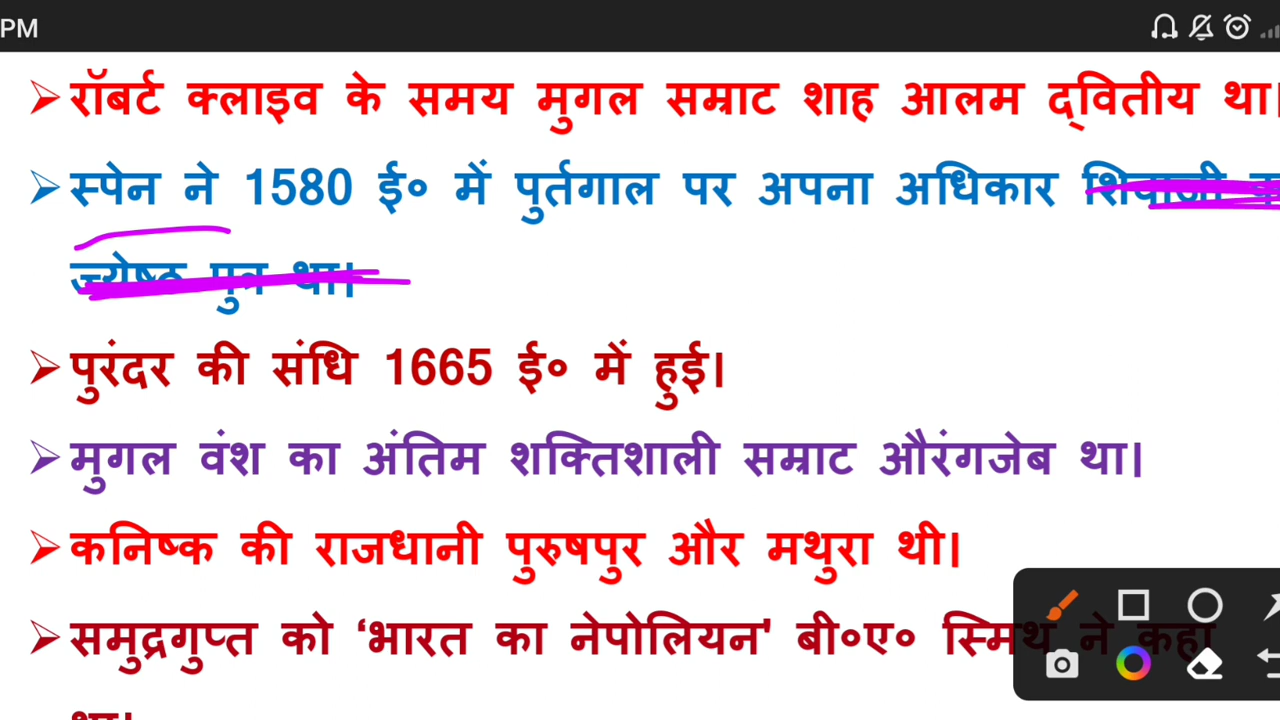 PM
रॉबर्ट क्लाइव के समय मुगल सम्राट शाह आलम द्वितीय था।
स्पेन ने 1580 ई० में पुर्तगाल पर अपना अधिकार शिवाजी
ज्येष्ठ पुत्र था।
पुरंदर की संधि 1665 ई० में हुई।
मुगल वंश का अंतिम शक्तिशाली सम्राट औरंगजेब था।
कनिष्क की राजधानी पुरुषपुर और मथुरा थी।
समुद्रगुप्त को ‘भारत का नेपोलियन' बी०ए० स्मिथ ने कहा
था।